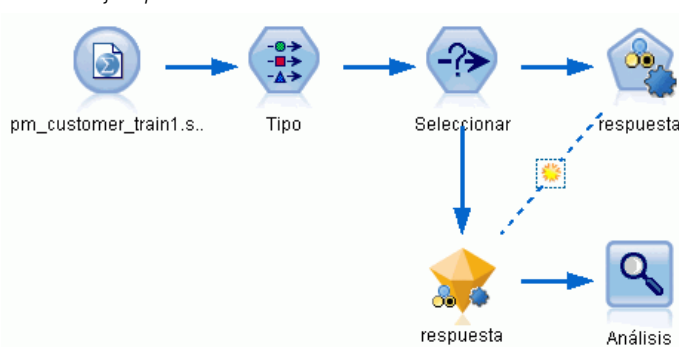 pm_customer_train1.s..
Tipo
Seleccionar
respuesta
respuesta
Análisis